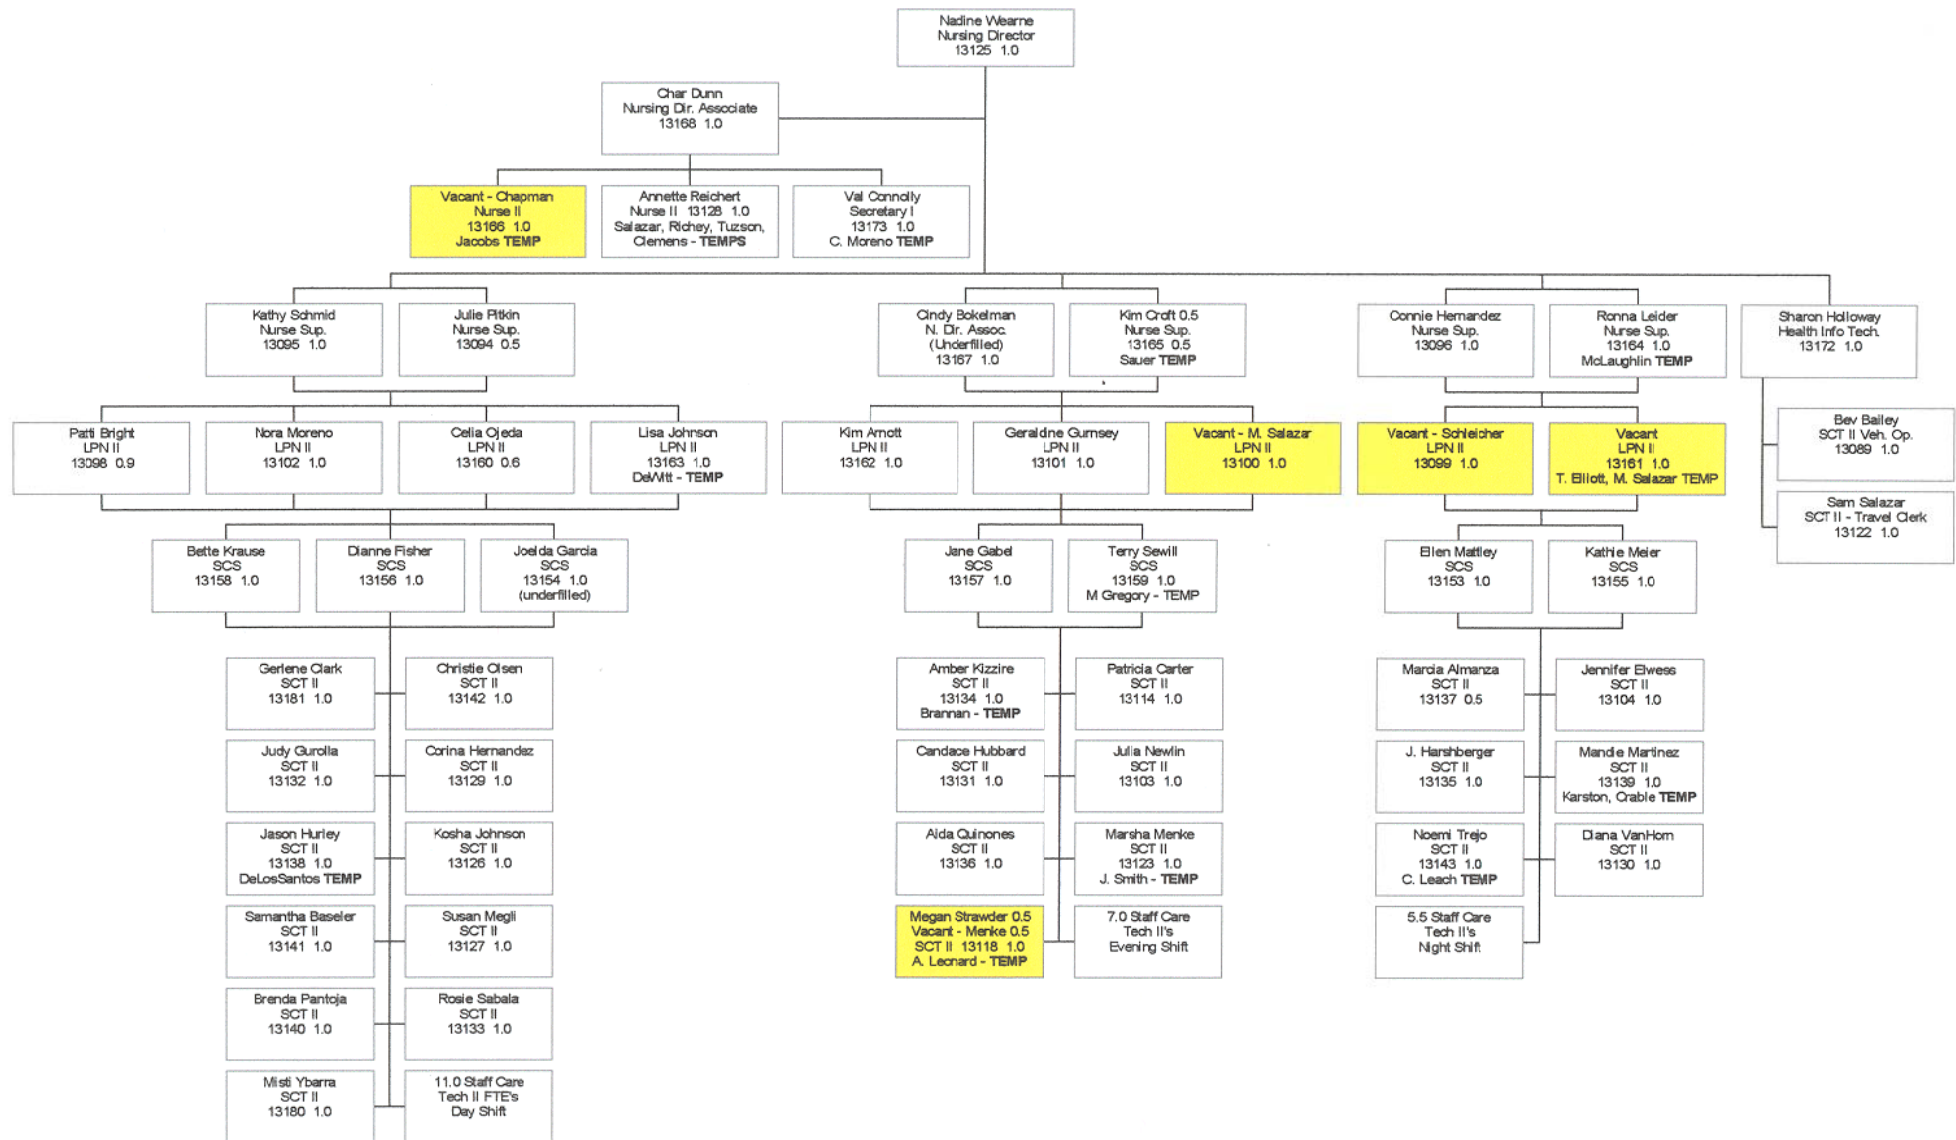 Nadine Wearne
Nursing Director
13125 1.0
Char Dunn
Nursing Dir. Associate
13168 1.0
Vacant - Chapman
Nurse II
13166 1.0
Jacobs TEMP
Annette Reichert
Nurse II 13128 1.0
Salazar, Richey, Tuzson,
Clemens - TEMPS
Val Connolly
Secretary I
13173 1.0
C. Moreno TEMP
Kathy Schmid
Nurse Sup.
13095 1.0
Julie Pitkin
Nurse Sup.
13094 0.5
Cindy Bokelman
N. Dir. Assoc.
(Underfilled)
13167 1.0
Kim Croft 0.5
Nurse Sup.
13165 0.5
Sauer TEMP
Connie Hernandez
Nurse Sup.
13096 1.0
Ronna Leider
Nurse Sup.
13164 1.0
McLaughlin TEMP
Sharon Holloway
Health Info Tech.
13172 1.0
Patti Bright
LPN II
13098 0.9
Nora Moreno
LPN II
13102 1.0
Celia Ojeda
LPN II
13160 0.6
Lisa Johnson
LPN II
13163 1.0
DeWitt - TEMP
Kim Arnott
LPN II
13162 1.0
Geraldine Gumsey
LPN II
13101 1.0
Vacant - M. Salazar
LPN II
13100 1.0
Vacant - Schleicher
LPN II
13099 1.0
Vacant
LPN II
13161 1.0
T. Elliott, M. Salazar TEMP
Bev Bailey
SCT II Veh. Op.
13089 1.0
Sam Salazar
SCT II - Travel Clerk
13122 1.0
Bette Krause
SCS
13158 1.0
Dianne Fisher
SCS
13156 1.0
Joelda Garcia
SCS
13154 1.0
(underfilled)
Jane Gabel
SCS
13157 1.0
Terry Sewill
SCS
13159 1.0
M Gregory - TEMP
Ellen Mattley
SCS
13153 1.0
Kathie Meier
SCS
13155 1.0
Gerlene Clark
SCT II
13181 1.0
Christie Olsen
SCT II
13142 1.0
Judy Gurolla
SCT II
13132 1.0
Corina Hernandez
SCT II
13129 1.0
Jason Hurley
SCT II
13138 1.0
DeLosSantos TEMP
Kosha Johnson
SCT II
13126 1.0
Samantha Baseler
SCT II
13141 1.0
Susan Megli
SCT II
13127 1.0
Brenda Pantoja
SCT II
13140 1.0
Rosie Sabala
SCT II
13133 1.0
Misti Ybarra
SCT II
13180 1.0
11.0 Staff Care
Tech II FTE's
Day Shift
Amber Kizzire
SCT II
13134 1.0
Brannan - TEMP
Patricia Carter
SCT II
13114 1.0
Candace Hubbard
SCT II
13131 1.0
Julia Newlin
SCT II
13103 1.0
Aida Quinones
SCT II
13136 1.0
Marsha Menke
SCT II
13123 1.0
J. Smith - TEMP
Megan Strawder 0.5
Vacant - Menke 0.5
SCT II 13118 1.0
A. Leonard - TEMP
7.0 Staff Care
Tech II's
Evening Shift
Marcia Almanza
SCT II
13137 0.5
Jennifer Elwess
SCT II
13104 1.0
J. Harshberger
SCT II
13135 1.0
Mandie Martinez
SCT II
13139 1.0
Karston, Crable TEMP
Noemi Trejo
SCT II
13143 1.0
C. Leach TEMP
Diana VanHorn
SCT II
13130 1.0
5.5 Staff Care
Tech II's
Night Shift